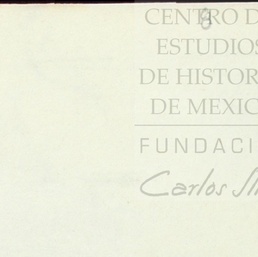 CENTRO D
ESTUDIOS
DE HISTOR
DE MEXIC
FUNDACI
Carlos Sli